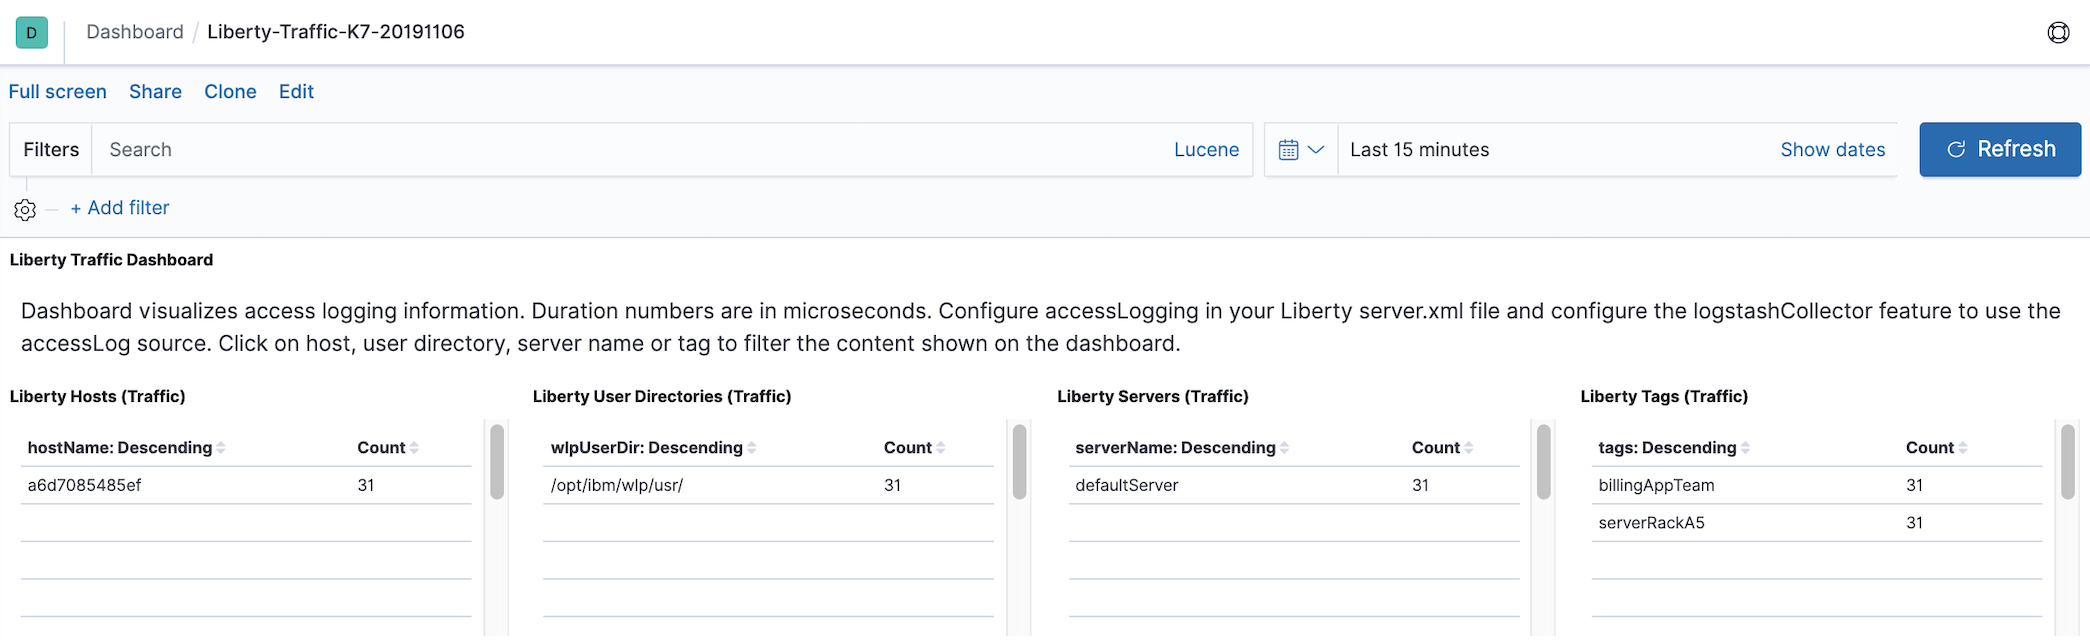 D Dashboard / Liberty-Traffic-K7-20191106
Full screen Share Clone Edit
Filters Search Lucene Last 15 minutes Show dates Refresh
+ Add filter
Liberty Traffic Dashboard
Dashboard visualizes access logging information. Duration numbers are in microseconds. Configure accessLogging in your Liberty server.xml file and configure the logstashCollector feature to use the
accessLog source. Click on host, user directory, server name or tag to filter the content shown on the dashboard.
Liberty Hosts (Traffic) Liberty User Directories (Traffic) Liberty Servers (Traffic) Liberty Tags (Traffic)
hostName: Descending Count wlpUserDir: Descending Count serverName: Descending Count tags: Descending Count
a6d7085485ef 31 /opt/ibm/wlp/usr/ 31 defaultServer 31 billingAppTeam 31
serverRackA5 31